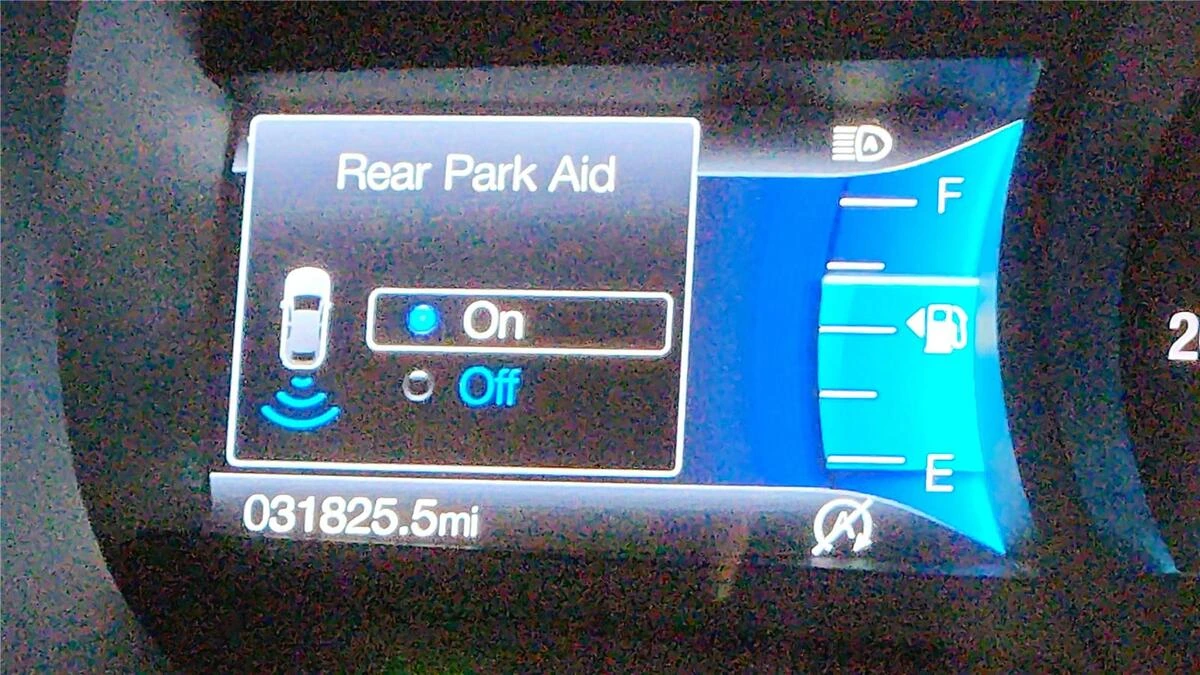 Rear Park Aid
On
Off
F
E
031825.5mi
A
A